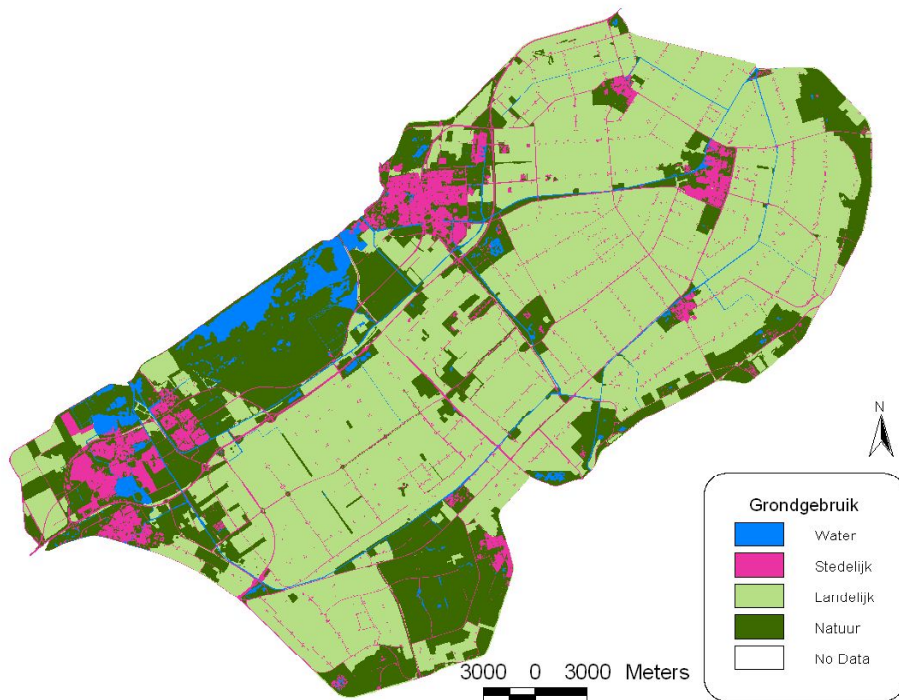 N
Grondgebruik
Water
Stedelijk
Landelijk
Natuur
No Data
3000 0 3000 Meters